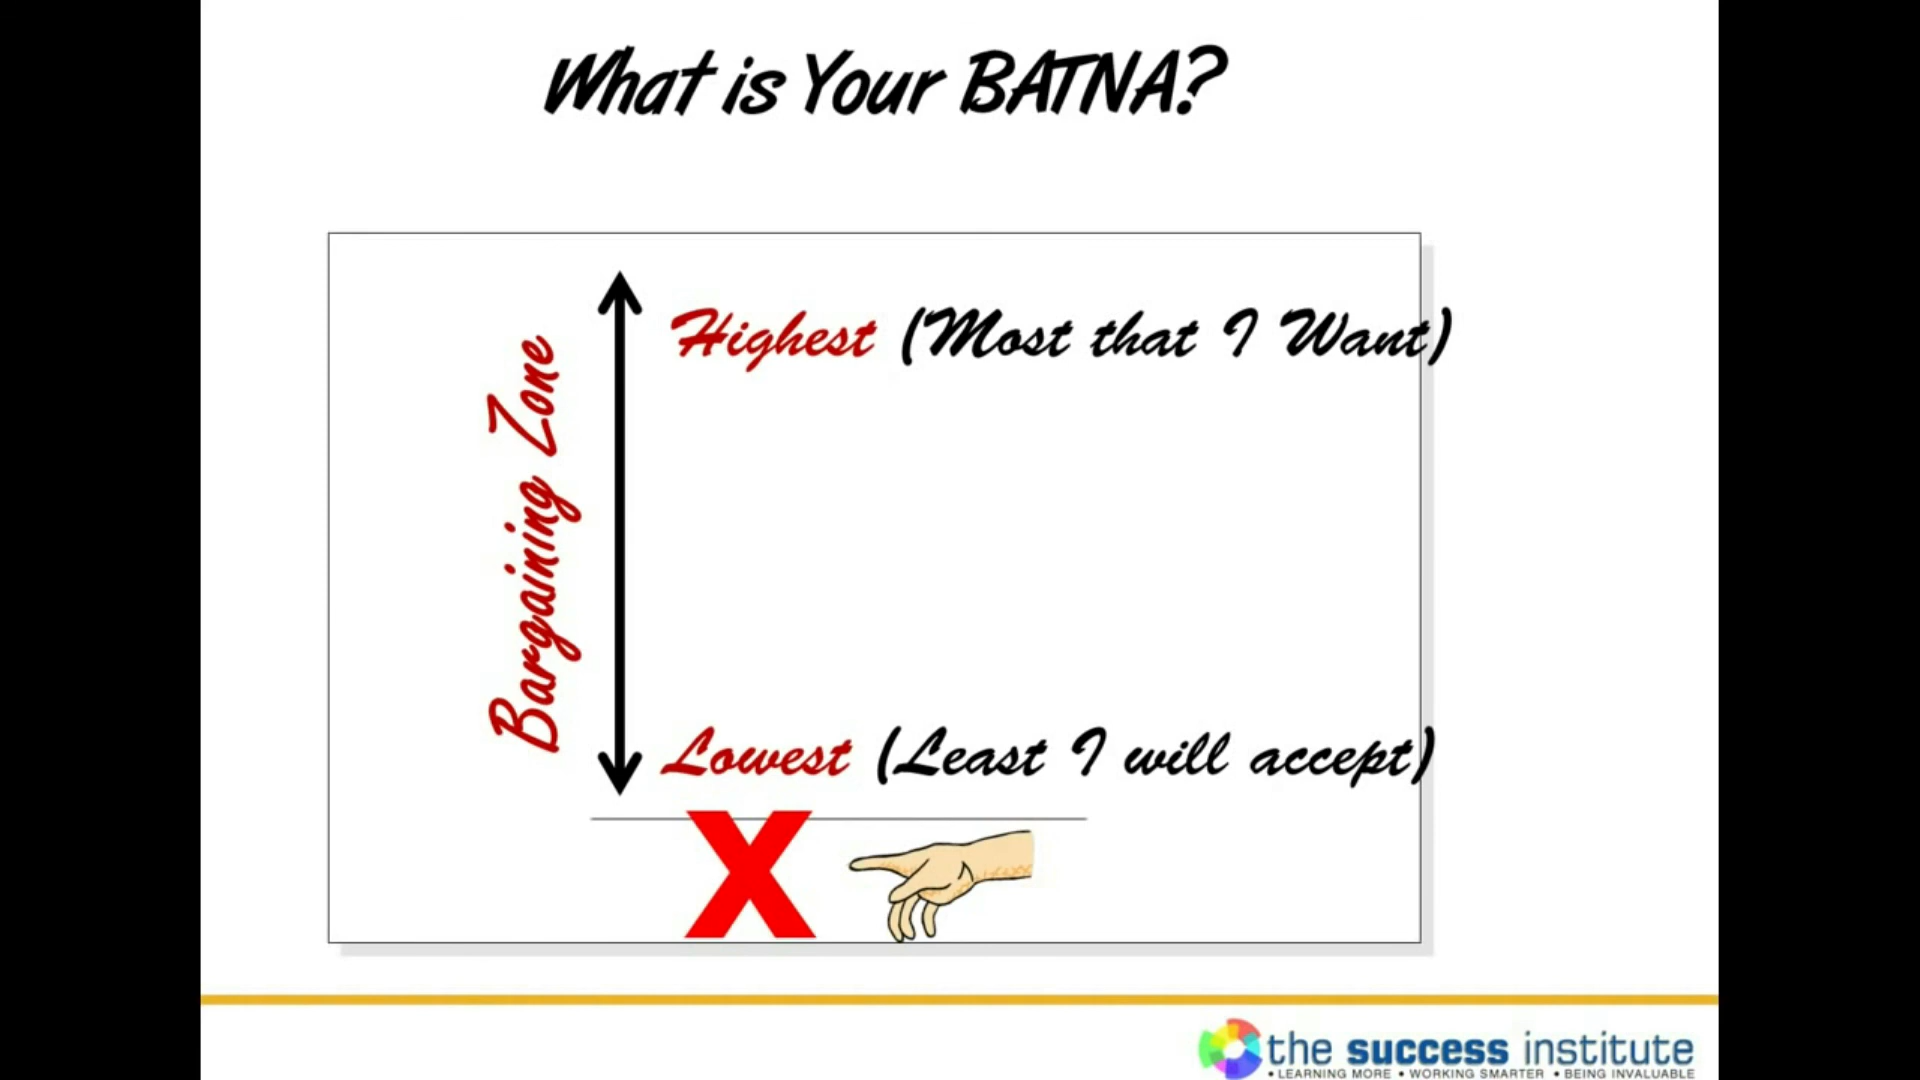 What is Your BATNA?
Highest (Most that I Want)
Bargaining Zone
Lowest (Least I will accept)
X
the success institute
• LEARNING MORE • WORKING SMARTER • BEING INVALUABLE